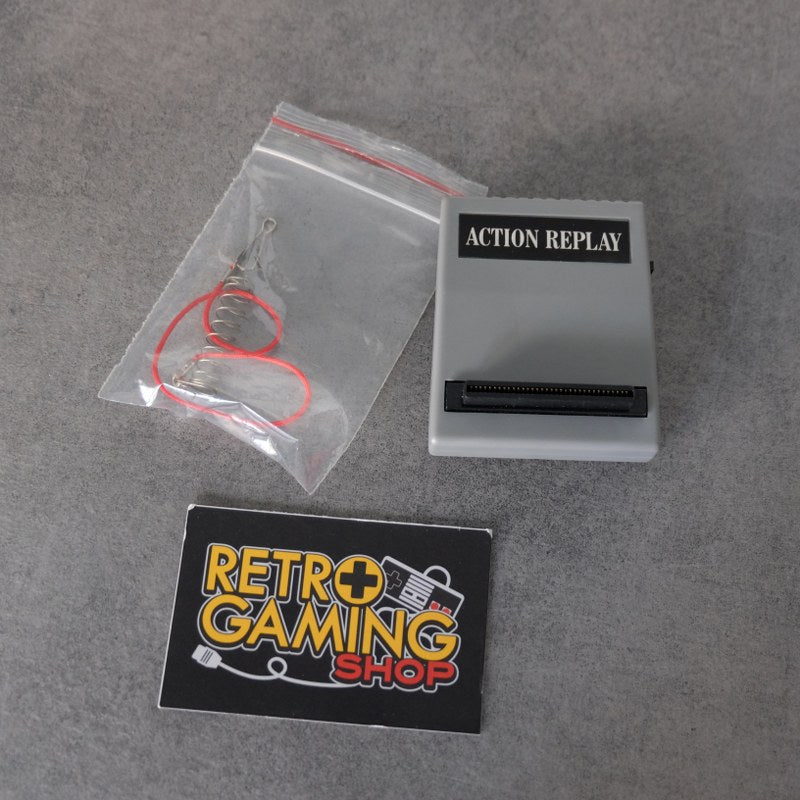 ACTION REPLAY
RETRO
GAMING
SHOP